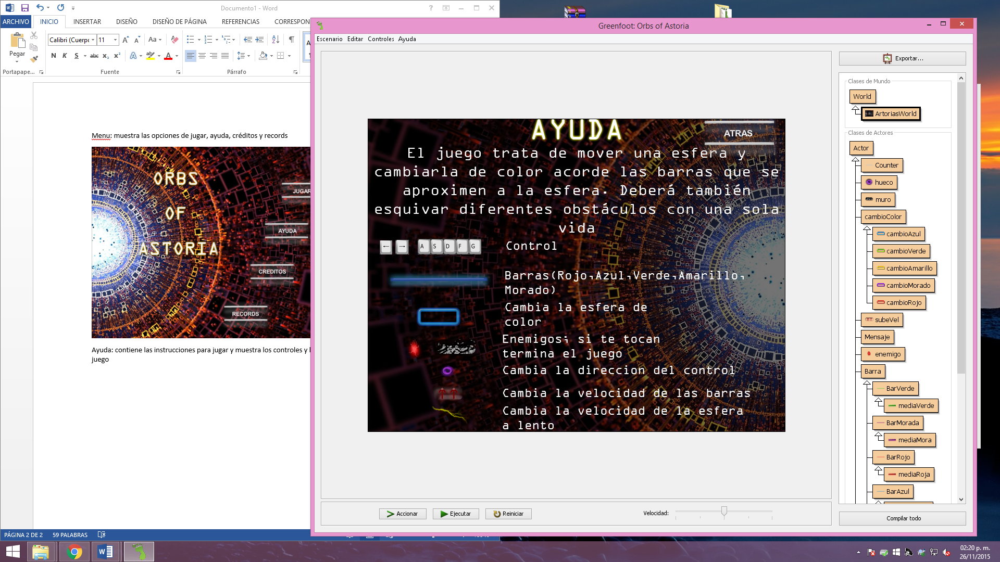 Documento1 - Word
ARCHIVO INICIO INSERTAR DISEÑO DISEÑO DE PÁGINA REFERENCIAS CORRESPON
Calibri (Cuerpo 11
Pegar
Portapape... Fuente Párrafo
Menu: muestra las opciones de jugar, ayuda, créditos y records
ORBS
OF
ASTORIA
JUGAR
AYUDA
CREDITOS
RECORDS
Ayuda: contiene las instrucciones para jugar y muestra los controles y
juego
PÁGINA 2 DE 2 59 PALABRAS
Greenfoot: Orbs of Astoria
Escenario Editar Controles Ayuda
AYUDA
ATRAS
El juego trata de mover una esfera y
cambiarla de color acorde las barras que se
aproximen a la esfera. Deberá también
esquivar diferentes obstáculos con una sola
vida
← → A S D F G Control
Barras(Rojo,Azul,Verde,Amarillo,
Morado)
Cambia la esfera de
color
Enemigos; si te tocan
termina el juego
Cambia la direccion del control
Cambia la velocidad de las barras
Cambia la velocidad de la esfera
a lento
Accionar Ejecutar Reiniciar Velocidad:
Exportar...
Clases de Mundo
World
ArtoriasWorld
Clases de Actores
Actor
Counter
hueco
muro
cambioColor
cambioAzul
cambioVerde
cambioAmarillo
cambioMorado
cambioRojo
subeVel
Mensaje
enemigo
Barra
BarVerde
mediaVerde
BarMorada
mediaMora
BarRojo
mediaRoja
BarAzul
Compilar todo
02:20 p. m.
26/11/2015